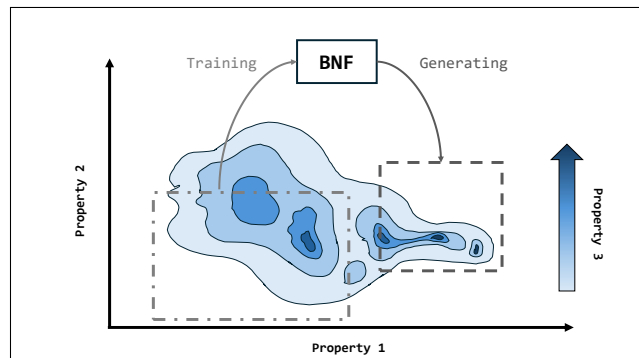 BNF
Training
Generating
Property 2
Property 3
Property 1